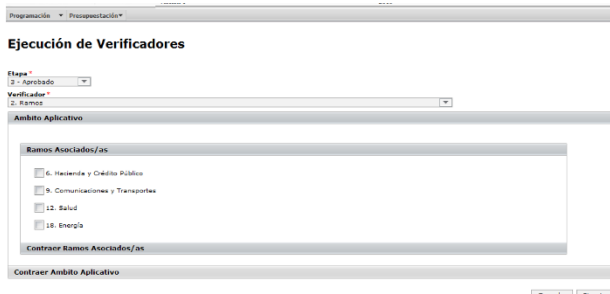 Programación Presupuestación
Ejecución de Verificadores
Etapa *
3 - Aprobado
Verificador *
2. Ramos
Ambito Aplicativo
Ramos Asociados/as
6. Hacienda y Crédito Público
9. Comunicaciones y Transportes
12. Salud
18. Energía
Contraer Ramos Asociados/as
Contraer Ambito Aplicativo